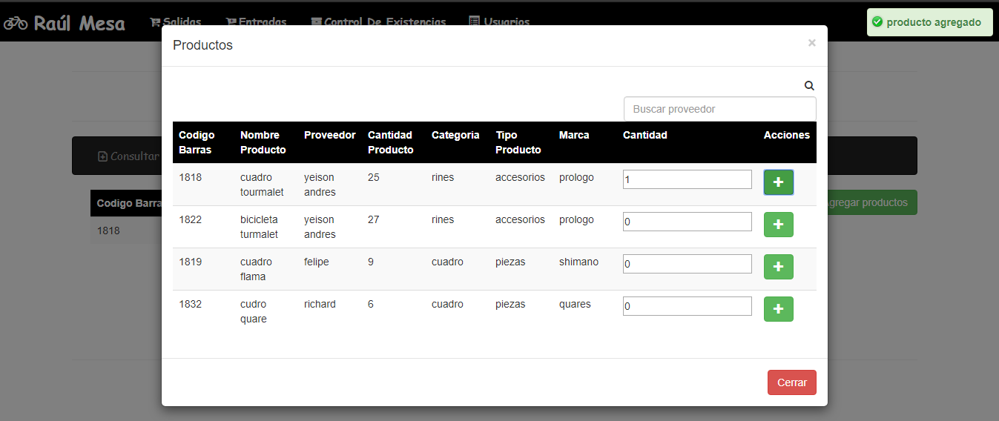 Raúl Mesa Salidas Entradas Control De Existencias Usuarios
producto agregado
Productos ×
Buscar proveedor
Codigo Barras Nombre Producto Proveedor Cantidad Producto Categoria Tipo Producto Marca Cantidad Acciones
1818 cuadro tourmalet yeison andres 25 rines accesorios prologo 1
1822 bicicleta turmalet yeison andres 27 rines accesorios prologo 0
1819 cuadro flama felipe 9 cuadro piezas shimano 0
1832 cudro quare richard 6 cuadro piezas quares 0
Cerrar
Consultar
Codigo Barra
1818
gregar productos